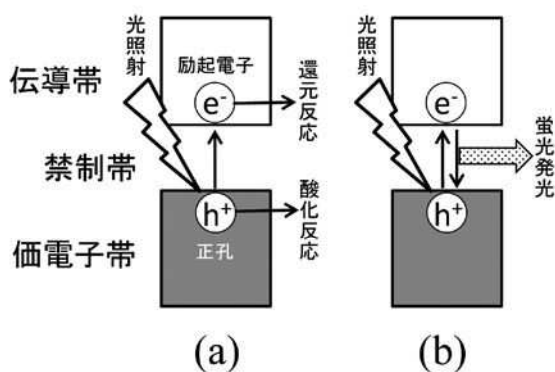 伝導帯
禁制帯
価電子帯
光照射
励起電子
e⁻
還元反応
h⁺
酸化反応
正孔
(a)
光照射
e⁻
蛍光発光
h⁺
(b)